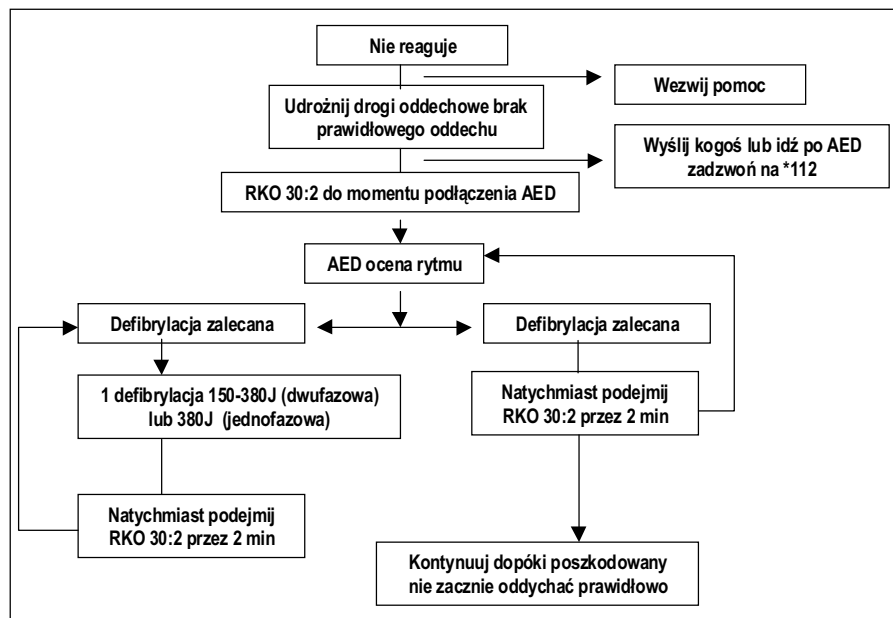 Nie reaguje
Wezwij pomoc
Udrożnij drogi oddechowe brak
prawidłowego oddechu
Wyślij kogoś lub idź po AED
zadzwoń na *112
RKO 30:2 do momentu podłączenia AED
AED ocena rytmu
Defibrylacja zalecana
Defibrylacja zalecana
1 defibrylacja 150-380J (dwufazowa)
lub 380J (jednofazowa)
Natychmiast podejmij
RKO 30:2 przez 2 min
Natychmiast podejmij
RKO 30:2 przez 2 min
Kontynuuj dopóki poszkodowany
nie zacznie oddychać prawidłowo